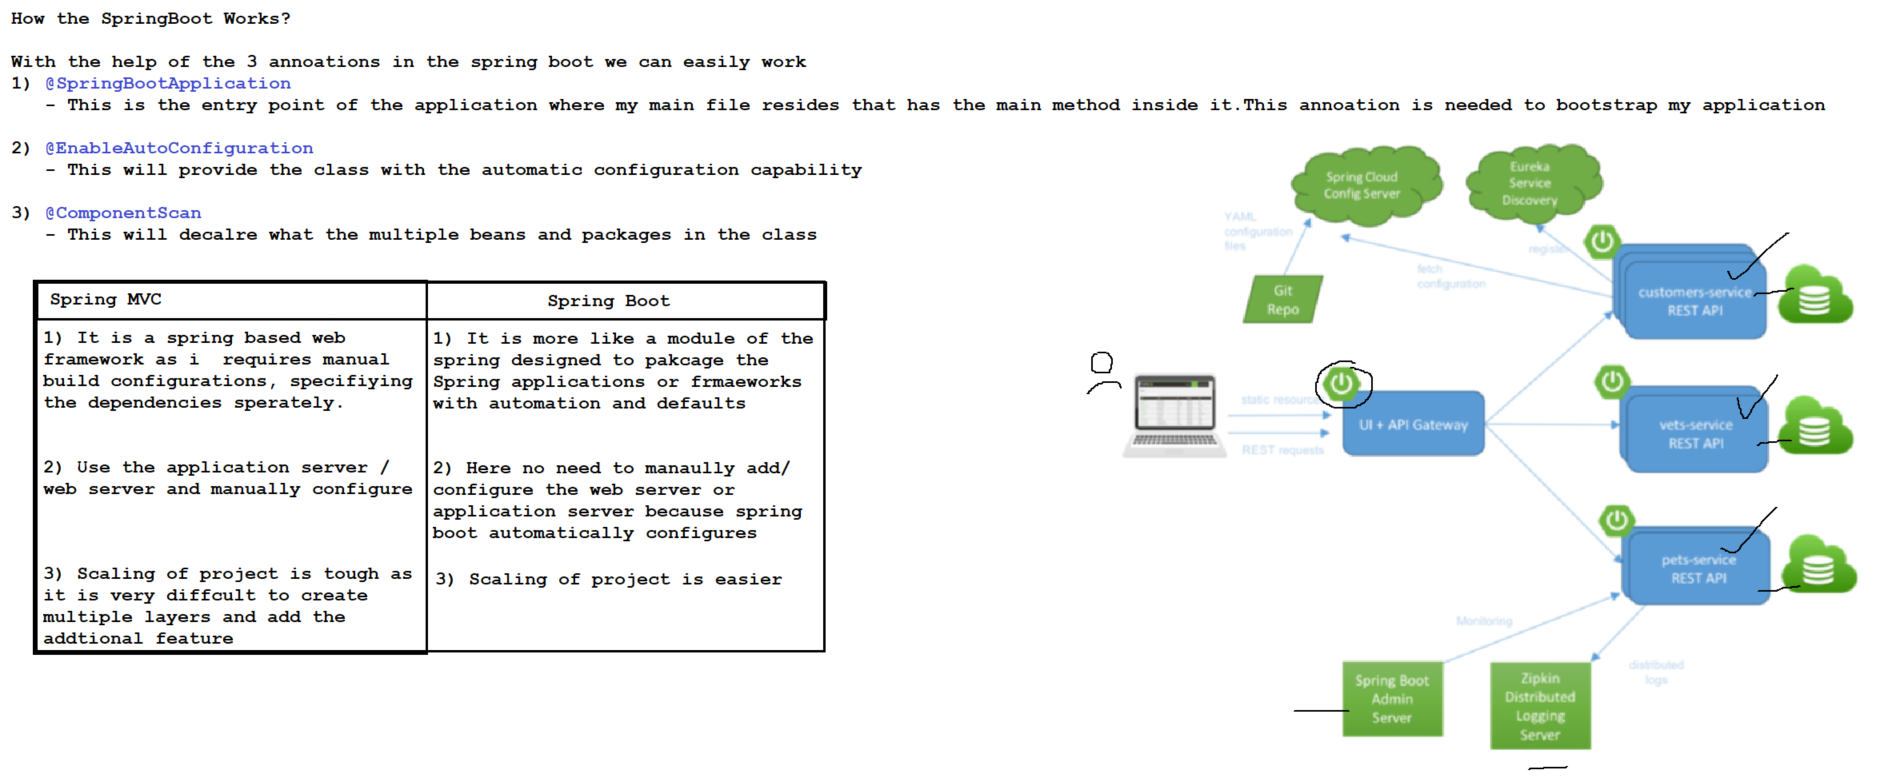 How the SpringBoot Works?
With the help of the 3 annoations in the spring boot we can easily work
1) @SpringBootApplication
- This is the entry point of the application where my main file resides that has the main method inside it.This annoation is needed to bootstrap my application
2) @EnableAutoConfiguration
- This will provide the class with the automatic configuration capability
3) @ComponentScan
- This will decalre what the multiple beans and packages in the class
Spring MVC
1) It is a spring based web
framework as i  requires manual
build configurations, specifiying
the dependencies sperately.
2) Use the application server /
web server and manually configure
3) Scaling of project is tough as
it is very diffcult to create
multiple layers and add the
addtional feature
Spring Boot
1) It is more like a module of the
spring designed to pakcage the
Spring applications or frmaeworks
with automation and defaults
2) Here no need to manaully add/
configure the web server or
application server because spring
boot automatically configures
3) Scaling of project is easier
Spring Cloud
Config Server
Eureka
Service
Discovery
YAML
configuration
files
register
fetch
configuration
Git
Repo
customers-service
REST API
static resource
UI + API Gateway
REST requests
vets-service
REST API
pets-service
REST API
Monitoring
distributed
logs
Spring Boot
Admin
Server
Zipkin
Distributed
Logging
Server